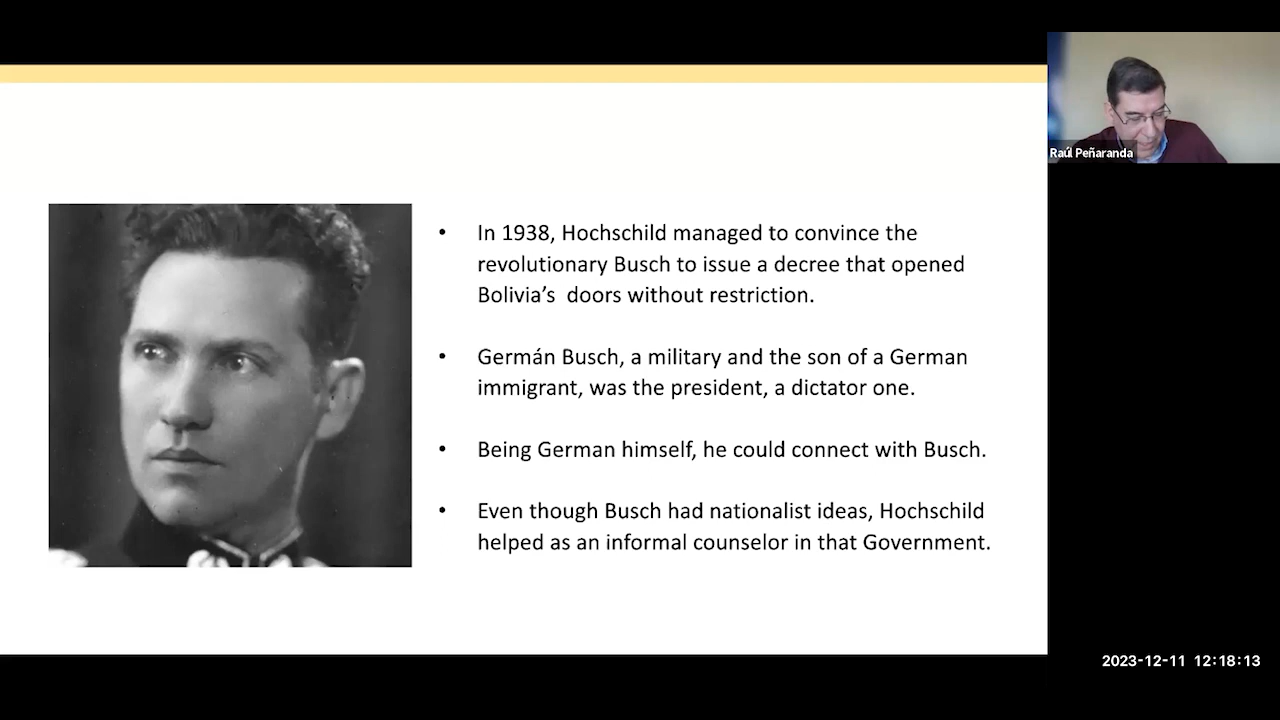 • In 1938, Hochschild managed to convince the
revolutionary Busch to issue a decree that opened
Bolivia’s  doors without restriction.
• Germán Busch, a military and the son of a German
immigrant, was the president, a dictator one.
• Being German himself, he could connect with Busch.
• Even though Busch had nationalist ideas, Hochschild
helped as an informal counselor in that Government.
Raúl Peñaranda
2023-12-11 12:18:13